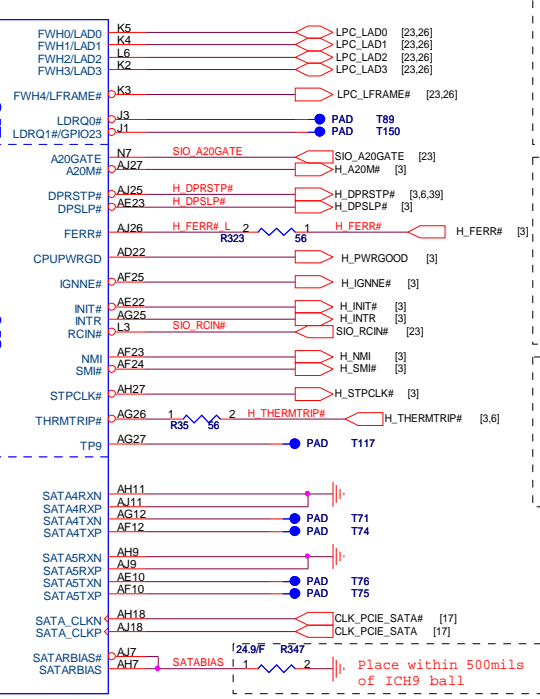 FWH0/LAD0 K5 LPC_LAD0 [23,26]
FWH1/LAD1 K4 LPC_LAD1 [23,26]
FWH2/LAD2 L6 LPC_LAD2 [23,26]
FWH3/LAD3 K2 LPC_LAD3 [23,26]
FWH4/LFRAME# K3 LPC_LFRAME# [23,26]
LDRQ0# J3 PAD T89
LDRQ1#/GPIO23 J1 PAD T150
A20GATE N7 SIO_A20GATE SIO_A20GATE [23]
A20M# AJ27 H_A20M# [3]
DPRSTP# AJ25 H_DPRSTP# H_DPRSTP# [3,6,39]
DPSLP# AE23 H_DPSLP# H_DPSLP# [3]
FERR# AJ26 H_FERR#_L 2 1 H_FERR# H_FERR# [3]
R323 56
CPUPWRGD AD22 H_PWRGOOD [3]
IGNNE# AF25 H_IGNNE# [3]
INIT# AE22 H_INIT# [3]
INTR AG25 H_INTR [3]
RCIN# L3 SIO_RCIN# SIO_RCIN# [23]
NMI AF23 H_NMI [3]
SMI# AF24 H_SMI# [3]
STPCLK# AH27 H_STPCLK# [3]
THRMTRIP# AG26 1 2 H_THERMTRIP# H_THERMTRIP# [3,6]
R35 56
TP9 AG27 PAD T117
SATA4RXN AH11
SATA4RXP AJ11
SATA4TXN AG12 PAD T71
SATA4TXP AF12 PAD T74
SATA5RXN AH9
SATA5RXP AJ9
SATA5TXN AE10 PAD T76
SATA5TXP AF10 PAD T75
SATA_CLKN AH18 CLK_PCIE_SATA# [17]
SATA_CLKP AJ18 CLK_PCIE_SATA [17]
24.9/F R347
SATARBIAS# AJ7
SATARBIAS AH7 SATABIAS 1 2
Place within 500mils
of ICH9 ball